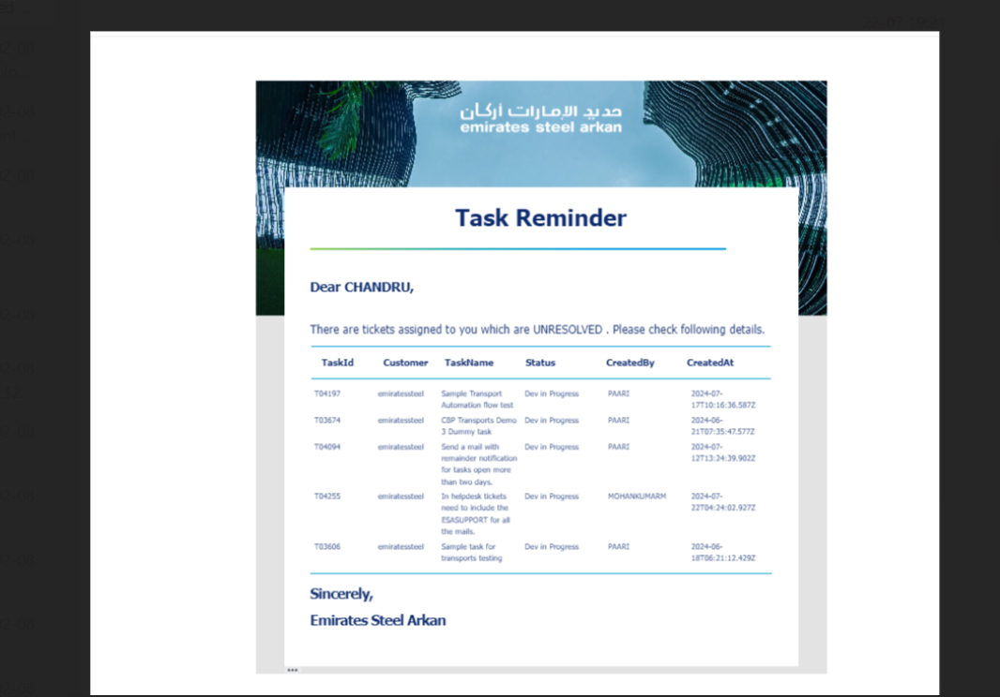 حديد الإمارات أركان
emirates steel arkan
Task Reminder
Dear CHANDRU,
There are tickets assigned to you which are UNRESOLVED . Please check following details.
TaskId Customer TaskName Status CreatedBy CreatedAt
T04197 emiratessteel Sample Transport Dev in Progress PAARI 2024-07-
Automation flow test 17T10:16:36.587Z
T03674 emiratessteel CBP Transports Demo Dev in Progress PAARI 2024-06-
3 Dummy task 21T07:35:47.577Z
T04094 emiratessteel Send a mail with Dev in Progress PAARI 2024-07-
remainder notification 12T13:24:39.902Z
for tasks open more
than two days.
T04255 emiratessteel In helpdesk tickets Dev in Progress MOHANKUMARM 2024-07-
need to include the 22T04:24:02.927Z
ESASUPPORT for all
the mails.
T03606 emiratessteel Sample task for Dev in Progress PAARI 2024-06-
transports testing 18T06:21:12.429Z
Sincerely,
Emirates Steel Arkan